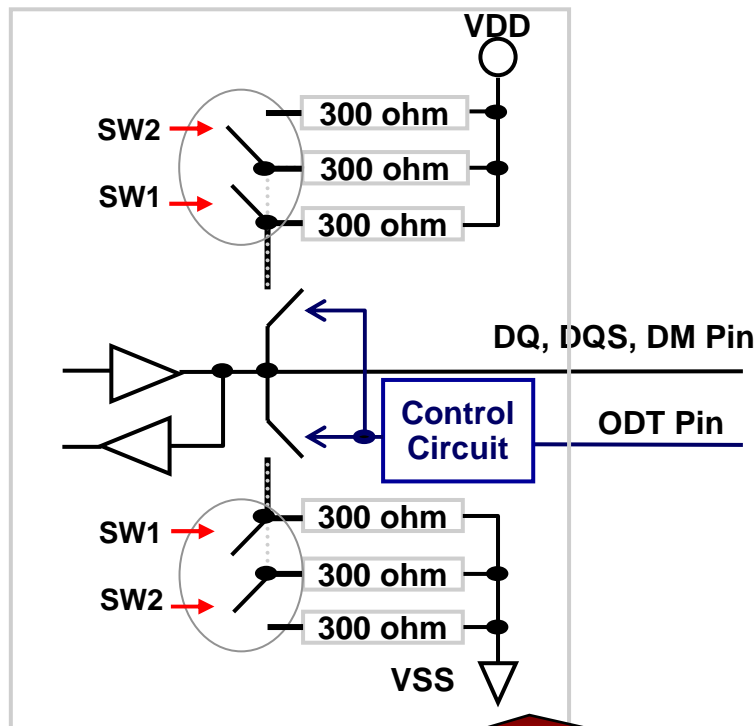 VDD
300 ohm
SW2
300 ohm
SW1
300 ohm
DQ, DQS, DM Pin
Control
Circuit
ODT Pin
300 ohm
SW1
300 ohm
SW2
300 ohm
VSS